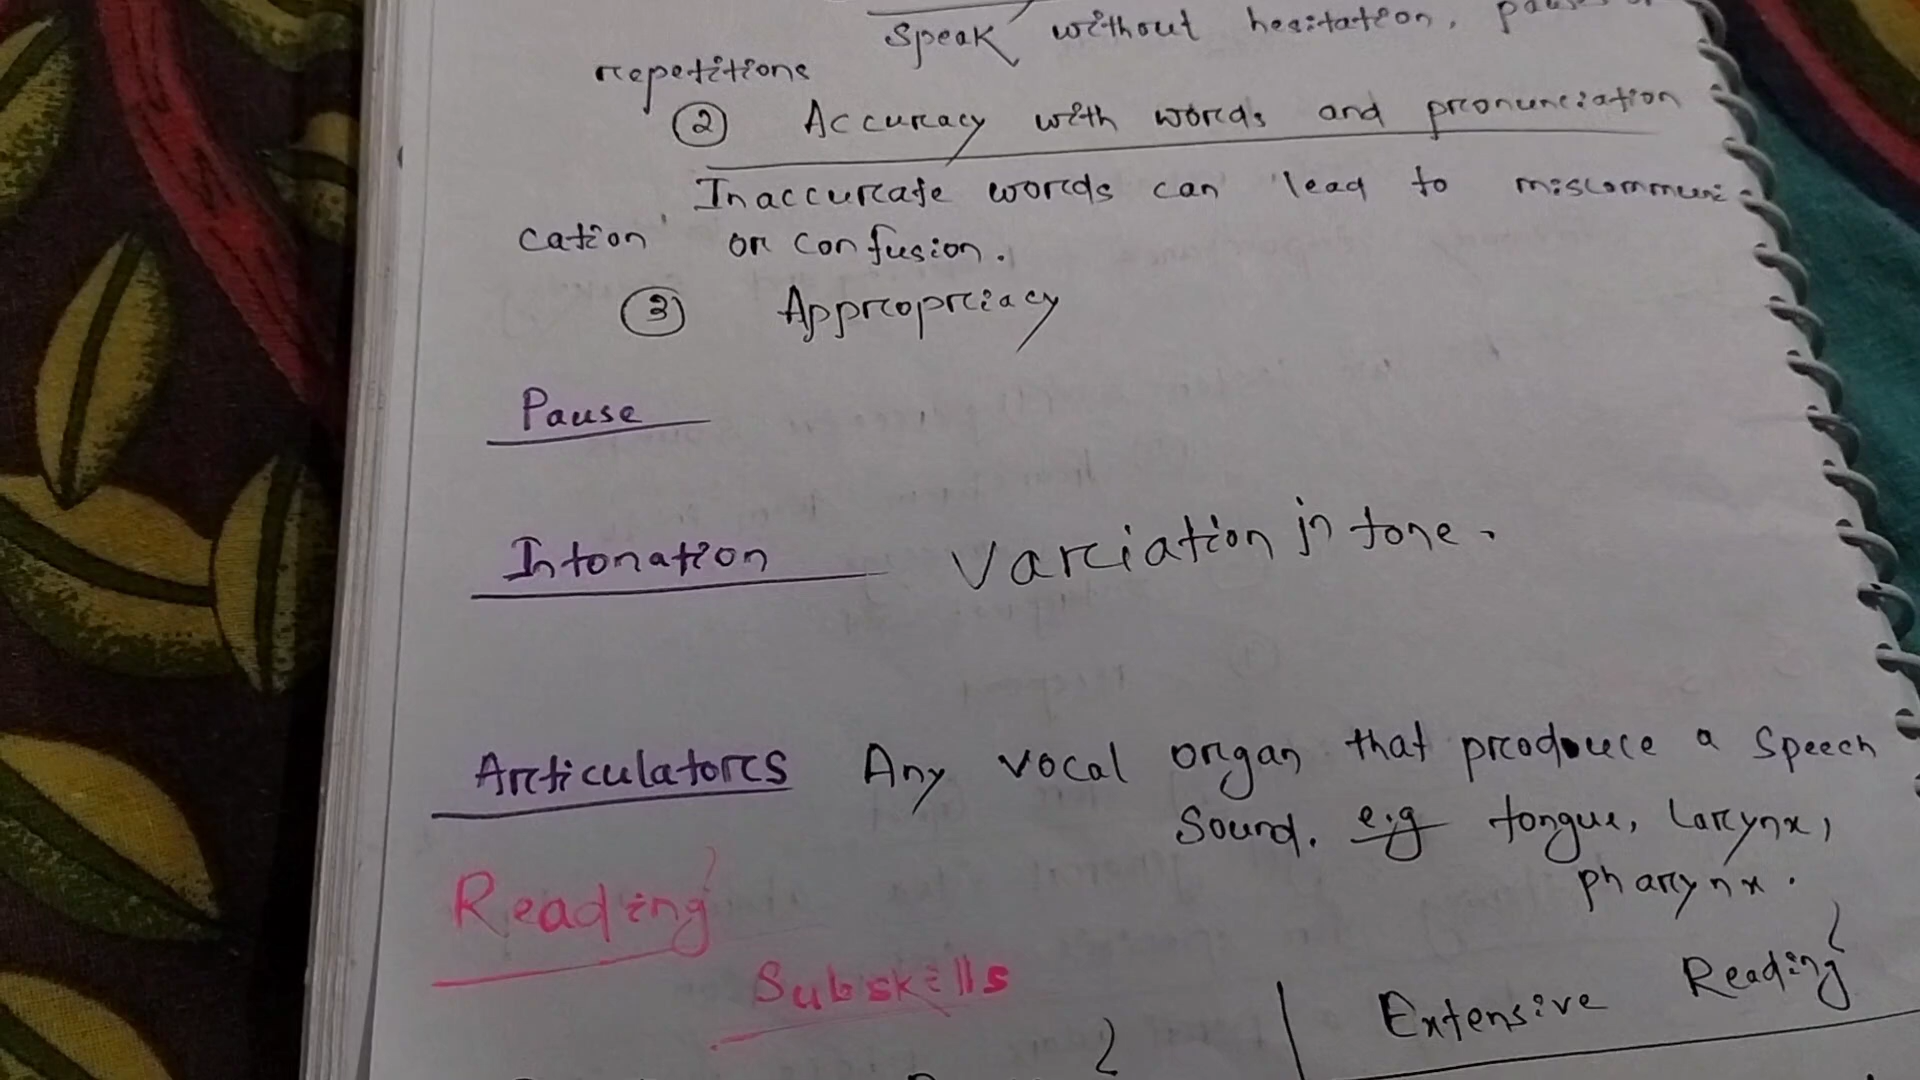 Speak without hesitation, pauses or
repetitions
② Accuracy with words and pronunciation
Inaccurate words can lead to miscommuni
cation or confusion.
③ Appropriacy
Pause
Intonation Variation in tone.
Articulators Any vocal organ that produce a speech
Sound. e.g tongue, larynx,
pharynx.
Reading
Subskills
Extensive Reading